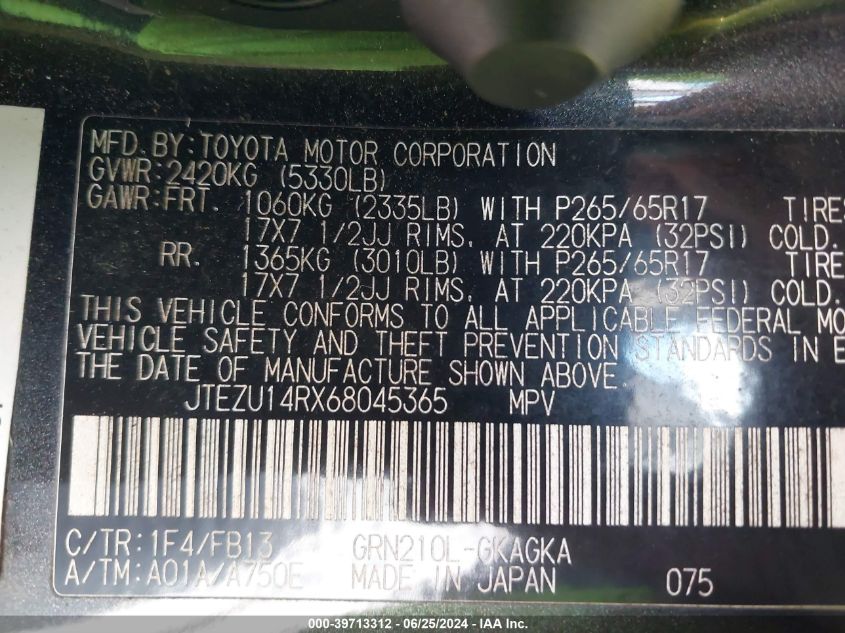 MFD. BY:TOYOTA MOTOR CORPORATION
GVWR:2420KG (5330LB)
GAWR:FRT. 1060KG (2335LB) WITH P265/65R17 TIRES
17X7 1/2JJ RIMS, AT 220KPA (32PSI) COLD.
RR. 1365KG (3010LB) WITH P265/65R17 TIRE
17X7 1/2JJ RIMS, AT 220KPA (32PSI) COLD.
THIS VEHICLE CONFORMS TO ALL APPLICABLE FEDERAL MO
VEHICLE SAFETY AND THEFT PREVENTION STANDARDS IN E
THE DATE OF MANUFACTURE SHOWN ABOVE.
JTEZU14RX68045365 MPV
C/TR:1F4/FB13 GRN210L-GKAGKA
A/TM:A01A/A750E MADE IN JAPAN 075
000-39713312 - 06/25/2024 - IAAI.com